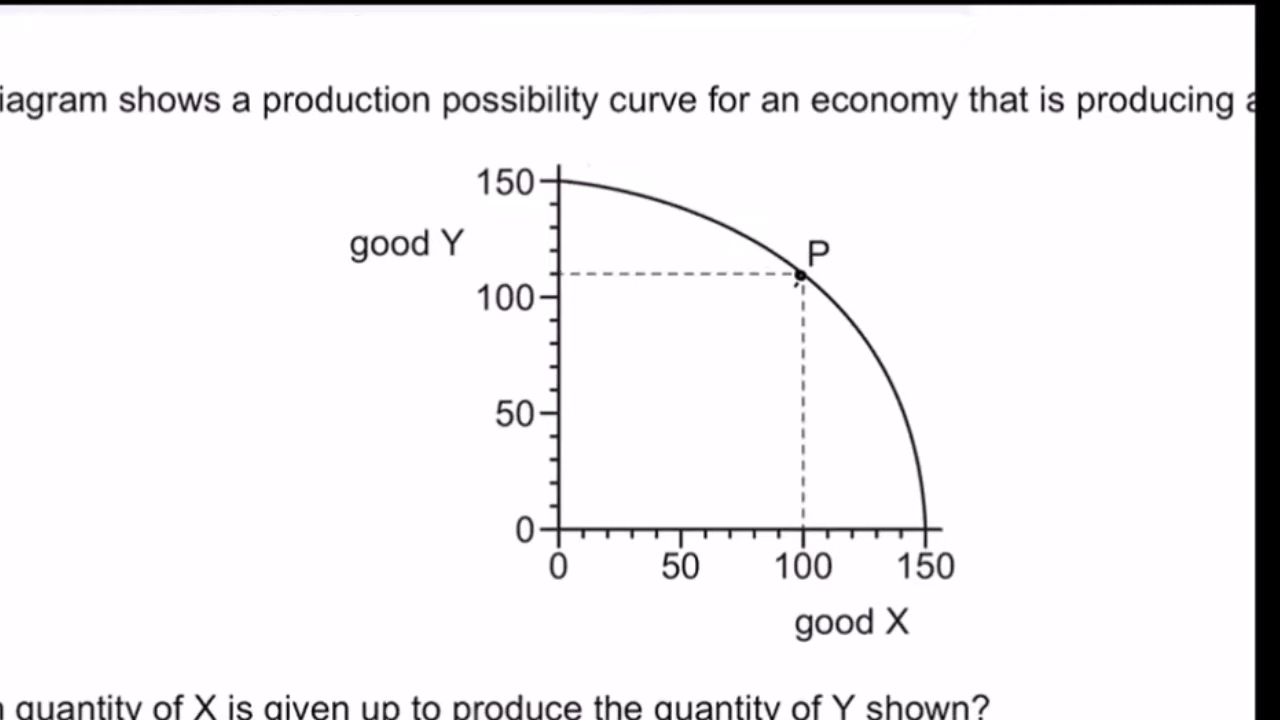 iagram shows a production possibility curve for an economy that is producing
150
good Y
P
100
50
0
0 50 100 150
good X
quantity of X is given up to produce the quantity of Y shown?